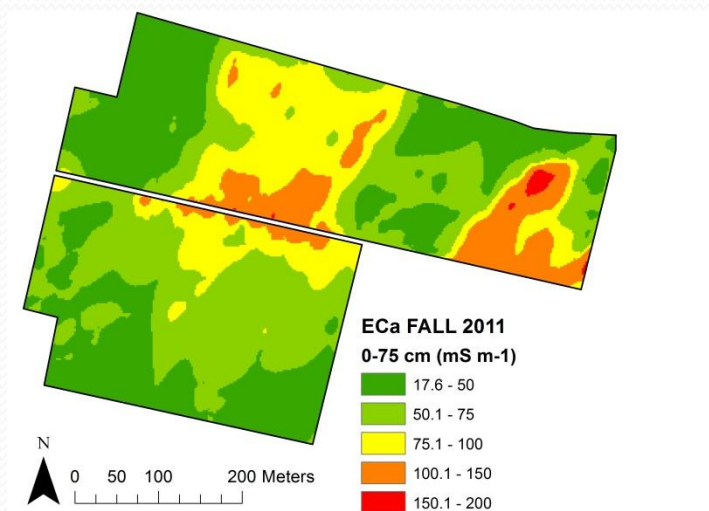 ECa FALL 2011
0-75 cm (mS m-1)
17.6 - 50
50.1 - 75
75.1 - 100
100.1 - 150
150.1 - 200
N
0 50 100 200 Meters